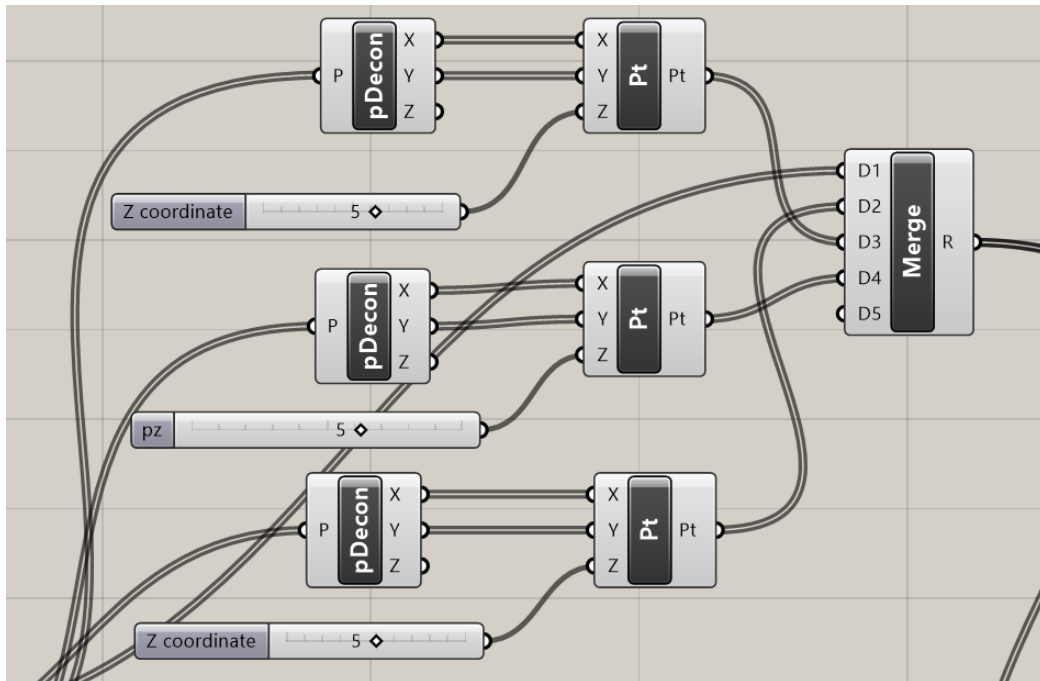 P pDecon X Y Z
X Y Z Pt Pt
Z coordinate 5
D1 D2 D3 D4 D5 Merge R
P pDecon X Y Z
X Y Z Pt Pt
pz 5
P pDecon X Y Z
X Y Z Pt Pt
Z coordinate 5